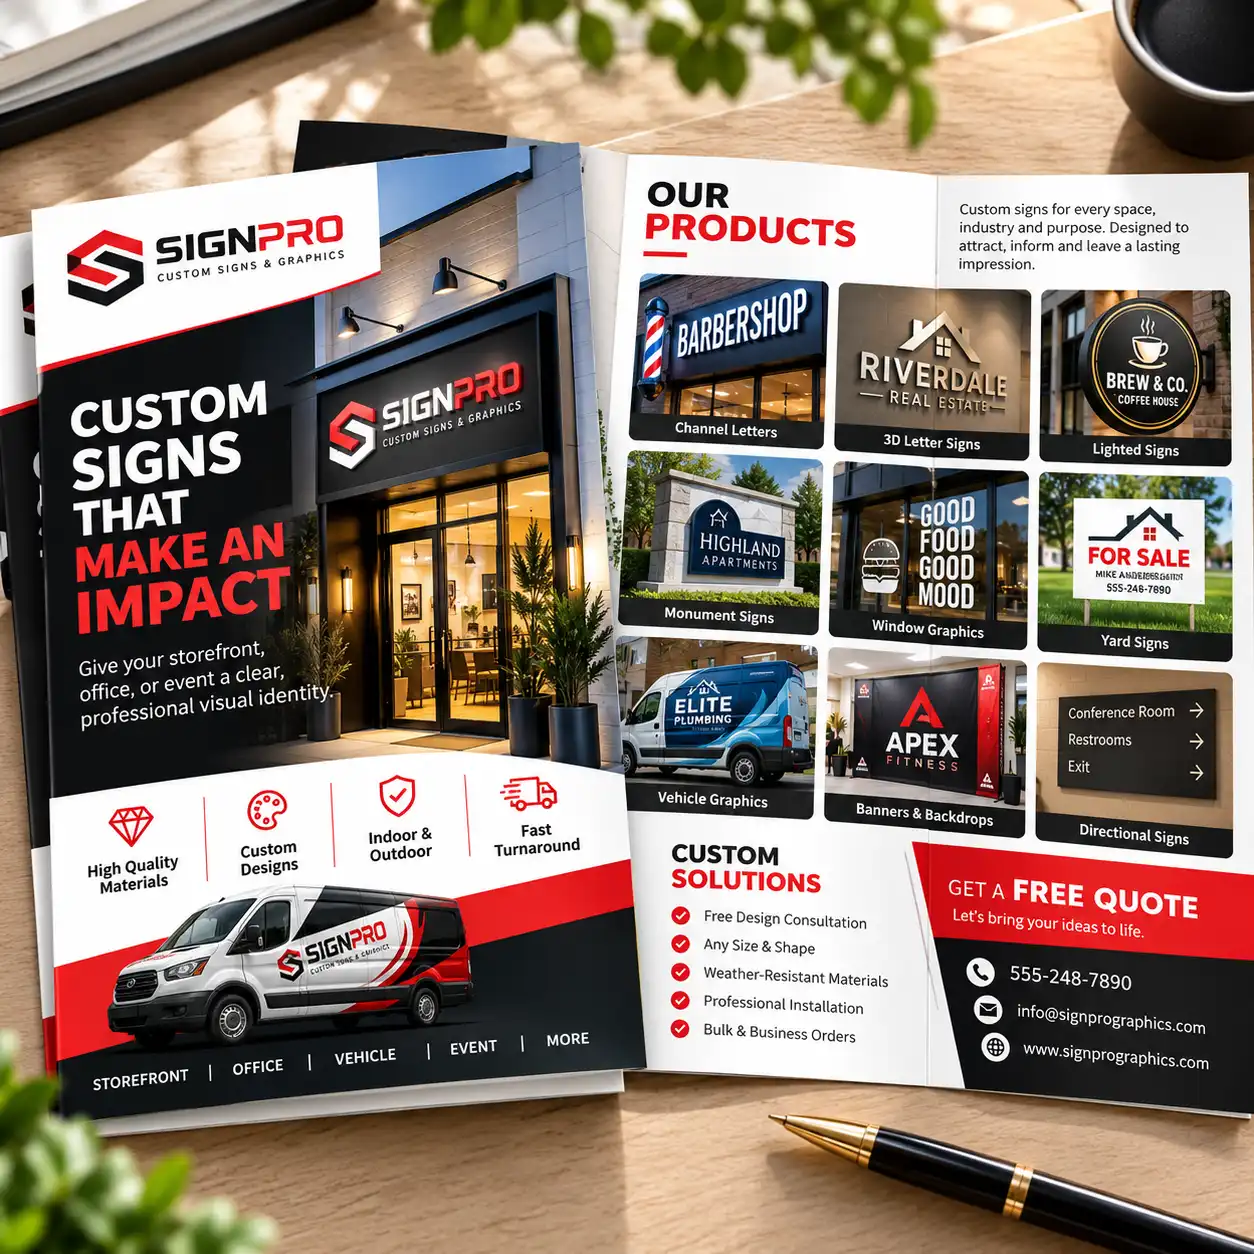 SIGNPRO
CUSTOM SIGNS & GRAPHICS
CUSTOM
SIGNS
THAT
MAKE AN
IMPACT
Give your storefront,
office, or event a clear,
professional visual identity.
SIGNPRO
CUSTOM SIGNS & GRAPHICS
High Quality
Materials
Custom
Designs
Indoor &
Outdoor
Fast
Turnaround
SIGNPRO
STOREFRONT | OFFICE | VEHICLE | EVENT | MORE
OUR
PRODUCTS
Custom signs for every space,
industry and purpose. Designed to
attract, inform and leave a lasting
impression.
BARBERSHOP
Channel Letters
RIVERDALE
REAL ESTATE
3D Letter Signs
BREW & CO.
COFFEE HOUSE
Lighted Signs
HIGHLAND
APARTMENTS
Monument Signs
GOOD
FOOD
GOOD
MOOD
Window Graphics
FOR SALE
MIKE
555-248-7890
Yard Signs
ELITE
PLUMBING
Vehicle Graphics
APEX
FITNESS
Banners & Backdrops
Conference Room
Restrooms
Exit
Directional Signs
CUSTOM
SOLUTIONS
Free Design Consultation
Any Size & Shape
Weather-Resistant Materials
Professional Installation
Bulk & Business Orders
GET A FREE QUOTE
Let's bring your ideas to life.
555-248-7890
info@signprographics.com
www.signprographics.com